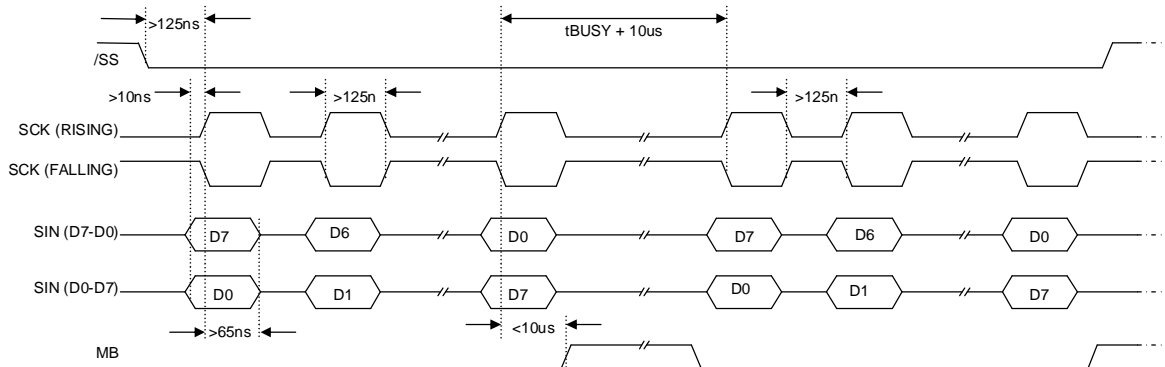 >125ns
tBUSY + 10us
/SS
>10ns
>125n
>125n
SCK (RISING)
SCK (FALLING)
SIN (D7-D0)
D7
D6
D0
D7
D6
D0
SIN (D0-D7)
D0
D1
D7
D0
D1
D7
>65ns
<10us
MB